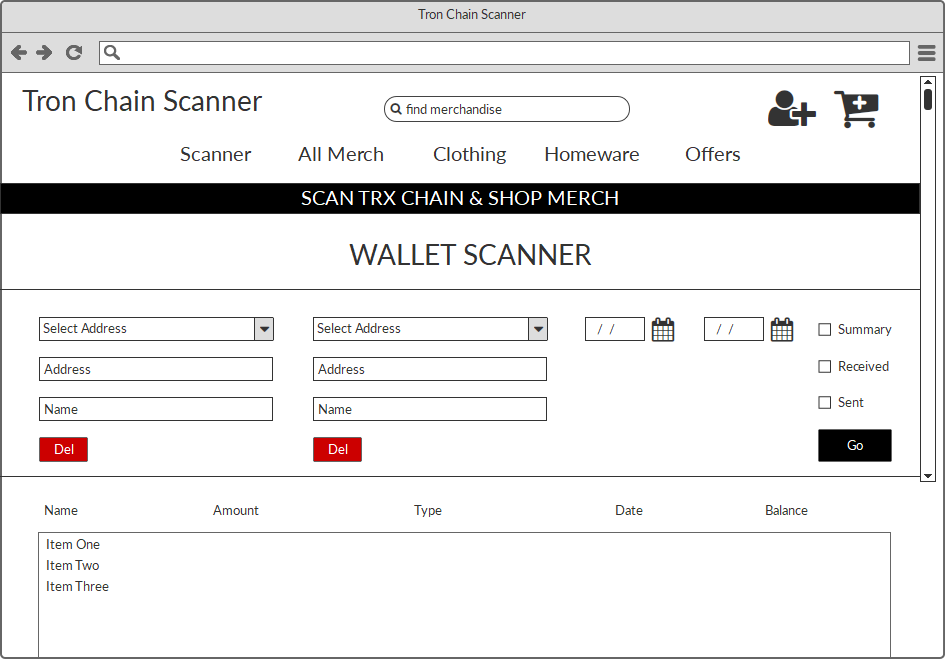 Tron Chain Scanner
Tron Chain Scanner
find merchandise
Scanner All Merch Clothing Homeware Offers
SCAN TRX CHAIN & SHOP MERCH
WALLET SCANNER
Select Address Select Address / / / / Summary
Address Address Received
Name Name Sent
Del Del Go
Name Amount Type Date Balance
Item One
Item Two
Item Three